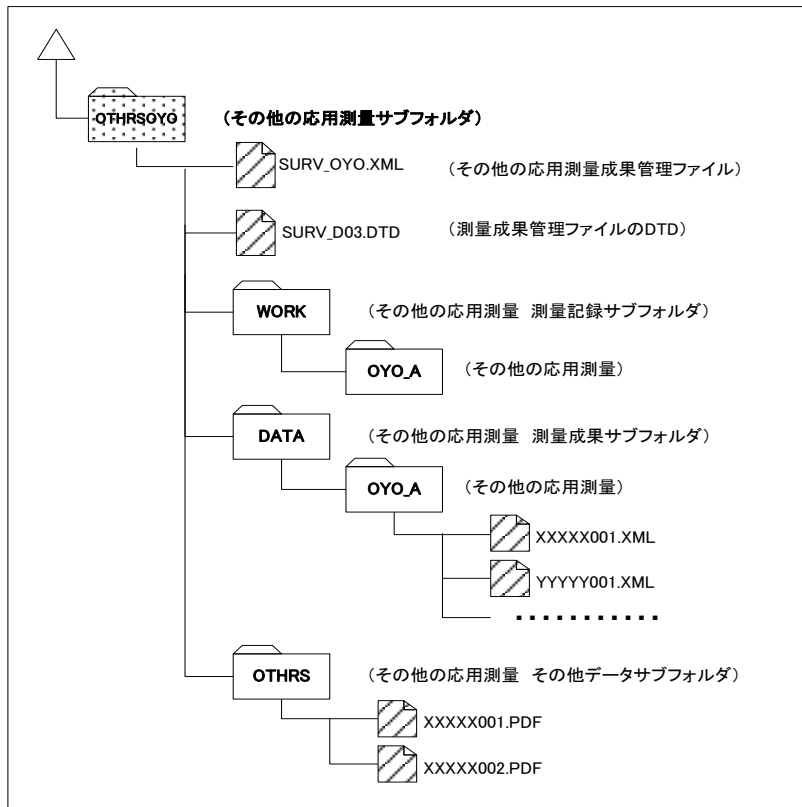 OTHRSOYO (その他の応用測量サブフォルダ)
SURV_OYO.XML (その他の応用測量成果管理ファイル)
SURV_D03.DTD (測量成果管理ファイルのDTD)
WORK (その他の応用測量 測量記録サブフォルダ)
OYO_A (その他の応用測量)
DATA (その他の応用測量 測量成果サブフォルダ)
OYO_A (その他の応用測量)
XXXXX001.XML
YYYYY001.XML
・・・・・・・・・・・
OTHRS (その他の応用測量 その他データサブフォルダ)
XXXXX001.PDF
XXXXX002.PDF